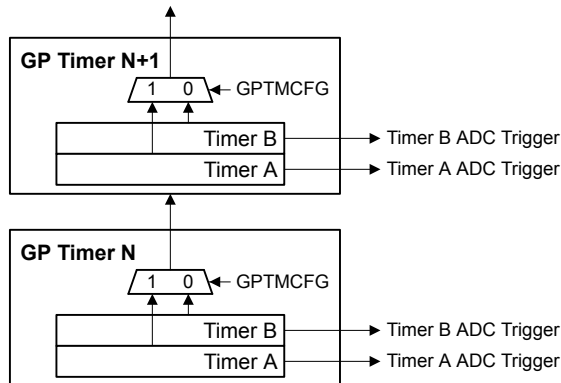 GP Timer N+1
1 0
GPTMCFG
Timer B
Timer B ADC Trigger
Timer A
Timer A ADC Trigger
GP Timer N
1 0
GPTMCFG
Timer B
Timer B ADC Trigger
Timer A
Timer A ADC Trigger